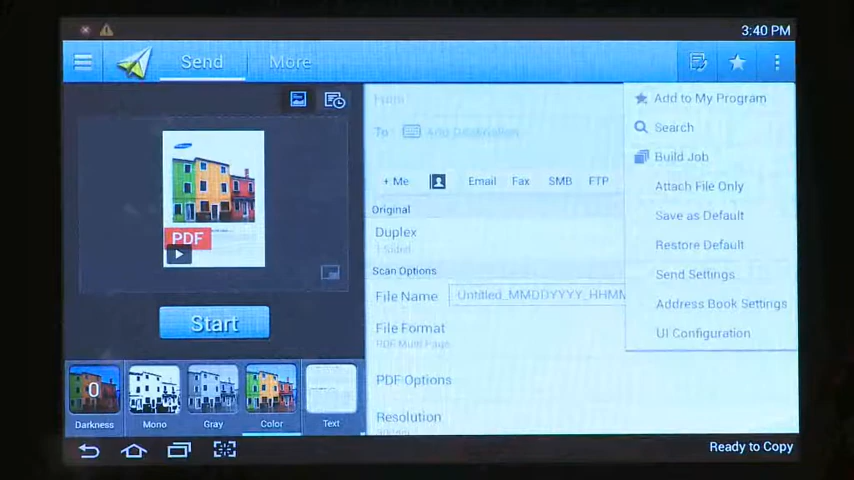 3:40 PM
Send
More
From
To
Add Destination
+ Me
Email
Fax
SMB
FTP
Original
Duplex
1 Sided
Scan Options
File Name
Untitled_MMDDYYYY_HHMM
File Format
PDF Multi Page
PDF Options
Resolution
Add to My Program
Search
Build Job
Attach File Only
Save as Default
Restore Default
Send Settings
Address Book Settings
UI Configuration
PDF
Start
0
Darkness
Mono
Gray
Color
Text
Ready to Copy